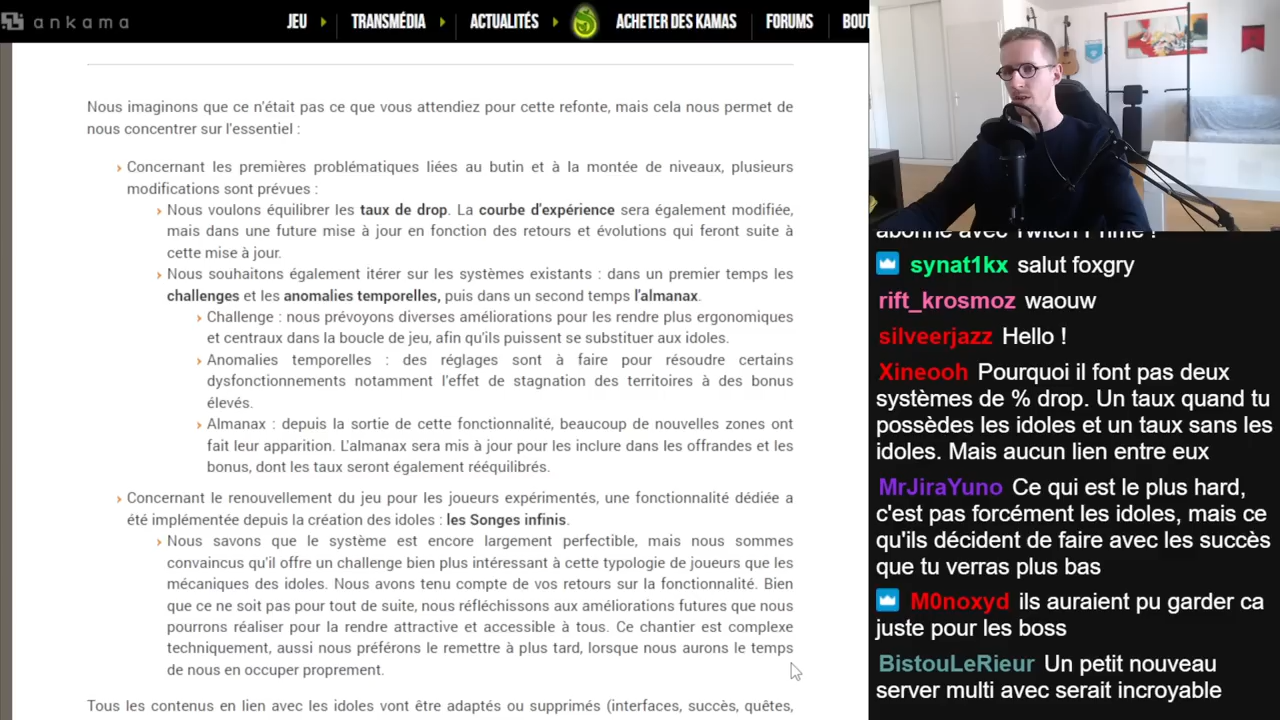 ankama
JEU
TRANSMÉDIA
ACTUALITÉS
ACHETER DES KAMAS
FORUMS
BOUT
Nous imaginons que ce n'était pas ce que vous attendiez pour cette refonte, mais cela nous permet de
nous concentrer sur l'essentiel :
Concernant les premières problématiques liées au butin et à la montée de niveaux, plusieurs
modifications sont prévues :
Nous voulons équilibrer les taux de drop. La courbe d'expérience sera également modifiée,
mais dans une future mise à jour en fonction des retours et évolutions qui feront suite à
cette mise à jour.
Nous souhaitons également itérer sur les systèmes existants : dans un premier temps les
challenges et les anomalies temporelles, puis dans un second temps l'almanax.
Challenge : nous prévoyons diverses améliorations pour les rendre plus ergonomiques
et centraux dans la boucle de jeu, afin qu'ils puissent se substituer aux idoles.
Anomalies temporelles : des réglages sont à faire pour résoudre certains
dysfonctionnements notamment l'effet de stagnation des territoires à des bonus
élevés.
Almanax : depuis la sortie de cette fonctionnalité, beaucoup de nouvelles zones ont
fait leur apparition. L'almanax sera mis à jour pour les inclure dans les offrandes et les
bonus, dont les taux seront également rééquilibrés.
Concernant le renouvellement du jeu pour les joueurs expérimentés, une fonctionnalité dédiée a
été implémentée depuis la création des idoles : les Songes infinis.
Nous savons que le système est encore largement perfectible, mais nous sommes
convaincus qu'il offre un challenge bien plus intéressant à cette typologie de joueurs que les
mécaniques des idoles. Nous avons tenu compte de vos retours sur la fonctionnalité. Bien
que ce ne soit pas pour tout de suite, nous réfléchissons aux améliorations futures que nous
pourrons réaliser pour la rendre attractive et accessible à tous. Ce chantier est complexe
techniquement, aussi nous préférons le remettre à plus tard, lorsque nous aurons le temps
de nous en occuper proprement.
Tous les contenus en lien avec les idoles vont être adaptés ou supprimés (interfaces, succès, quêtes,
abonné avec Twitch Prime !
synat1kx salut foxgry
rift_krosmoz waouw
silveerjazz Hello !
Xineooh Pourquoi il font pas deux
systèmes de % drop. Un taux quand tu
possèdes les idoles et un taux sans les
idoles. Mais aucun lien entre eux
MrJiraYuno Ce qui est le plus hard,
c'est pas forcément les idoles, mais ce
qu'ils décident de faire avec les succès
que tu verras plus bas
M0noxyd ils auraient pu garder ca
juste pour les boss
BistouLeRieur Un petit nouveau
server multi avec serait incroyable